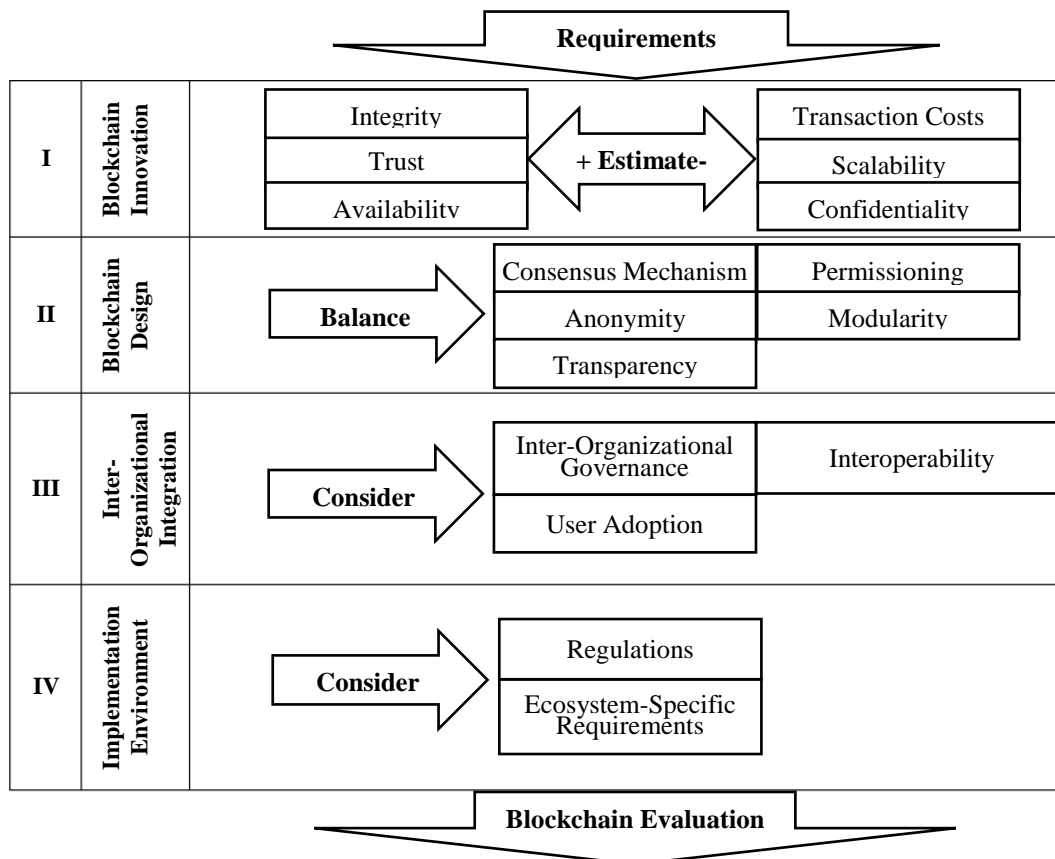 Requirements
I
Blockchain
Innovation
Integrity
Trust
Availability
+ Estimate-
Transaction Costs
Scalability
Confidentiality
II
Blockchain
Design
Balance
Consensus Mechanism
Permissioning
Anonymity
Modularity
Transparency
III
Inter-
Organizational
Integration
Consider
Inter-Organizational
Governance
Interoperability
User Adoption
IV
Implementation
Environment
Consider
Regulations
Ecosystem-Specific
Requirements
Blockchain Evaluation